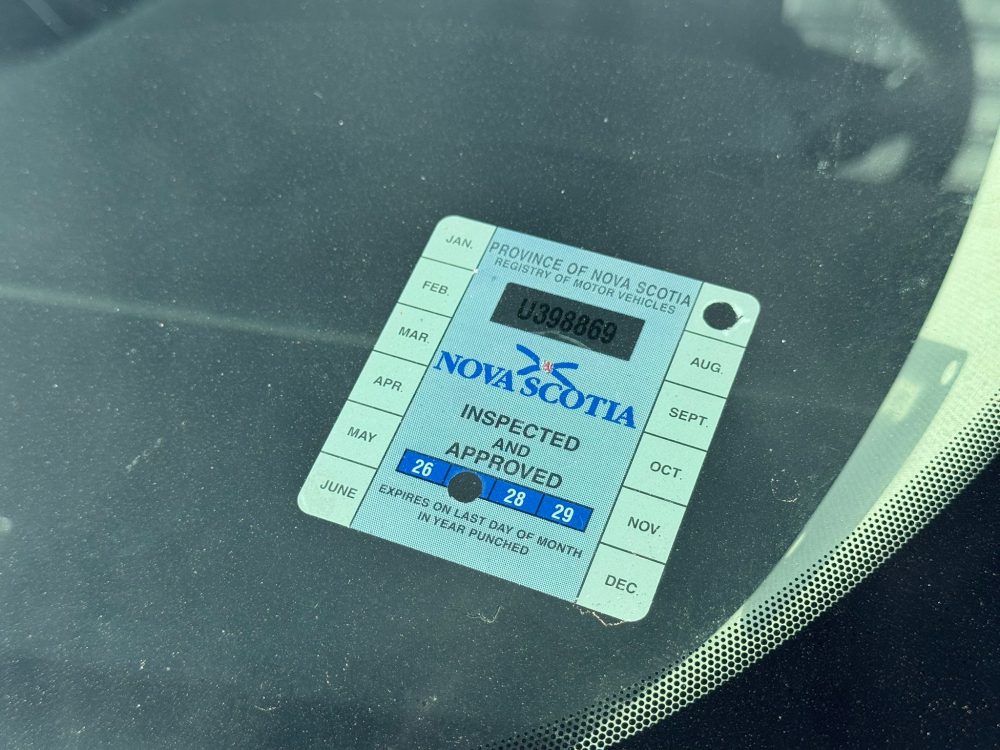 PROVINCE OF NOVA SCOTIA
REGISTRY OF MOTOR VEHICLES
U398869
NOVA SCOTIA
INSPECTED
AND
APPROVED
26 28 29
EXPIRES ON LAST DAY OF MONTH
IN YEAR PUNCHED
JAN.
FEB.
MAR.
APR.
MAY
JUNE
AUG.
SEPT.
OCT.
NOV.
DEC.